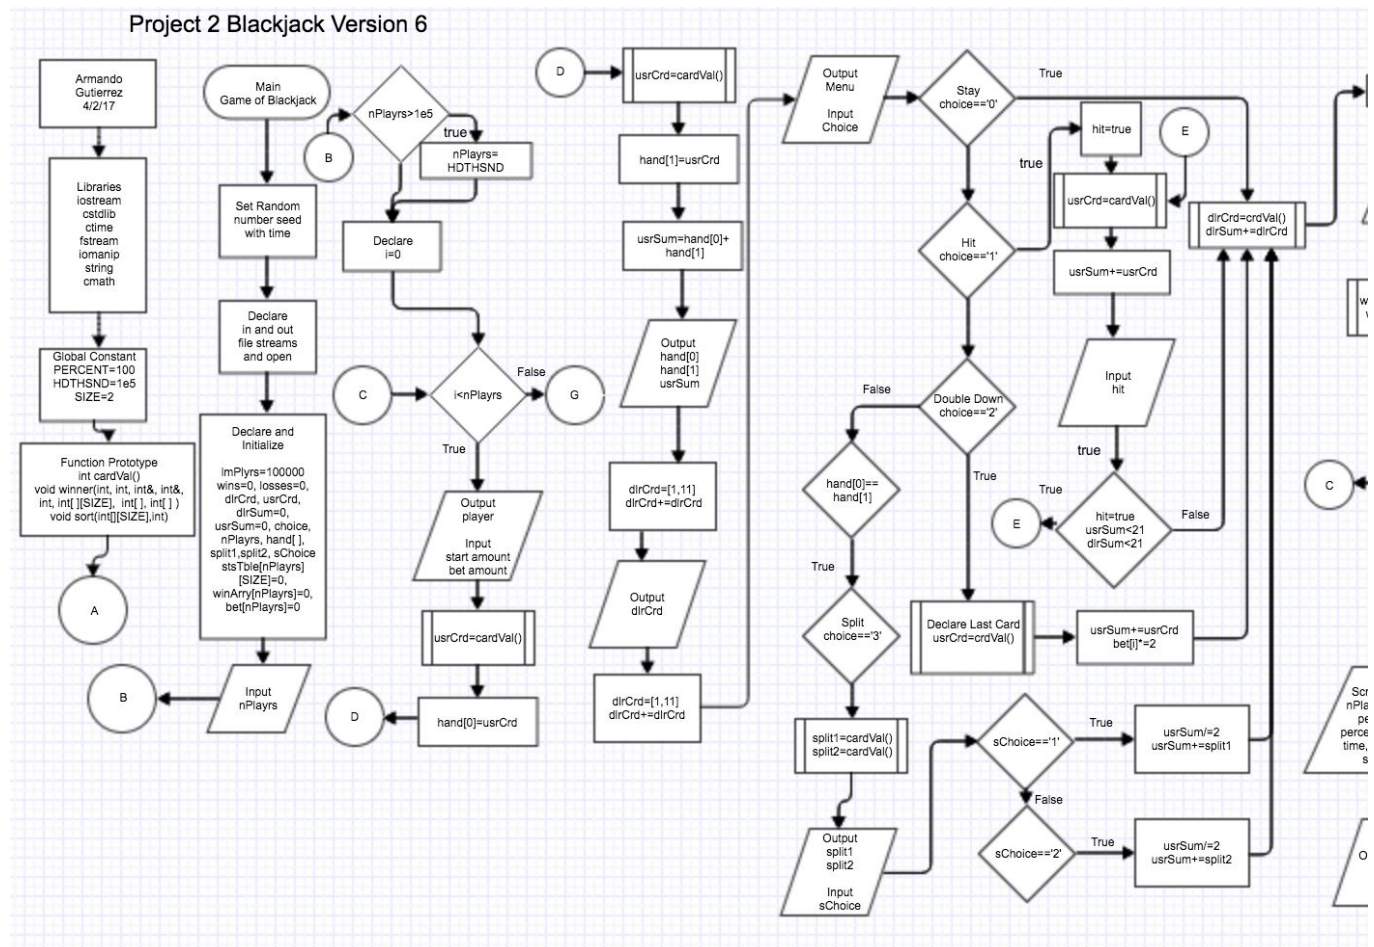 Project 2 Blackjack Version 6
Armando
Gutierrez
4/2/17
Libraries
iostream
cstdlib
ctime
fstream
iomanip
string
cmath
Global Constant
PERCENT=100
HDTHSND=1e5
SIZE=2
Function Prototype
int cardVal()
void winner(int, int, int&, int&,
int, int[ ][SIZE], int[ ], int[ ] )
void sort(int[][SIZE],int)
A
Main
Game of Blackjack
Set Random
number seed
with time
Declare
in and out
file streams
and open
Declare and
Initialize
lmPlyrs=100000
wins=0, losses=0,
dlrCrd, usrCrd,
dlrSum=0,
usrSum=0, choice,
nPlayrs, hand[ ],
split1,split2, sChoice
stsTble[nPlayrs]
[SIZE]=0,
winArry[nPlayrs]=0,
bet[nPlayrs]=0
Input
nPlayrs
B
nPlayrs>1e5
true
B
nPlayrs=
HDTHSND
Declare
i=0
C
i<nPlayrs
False
G
True
Output
player
Input
start amount
bet amount
usrCrd=cardVal()
hand[0]=usrCrd
D
D
usrCrd=cardVal()
hand[1]=usrCrd
usrSum=hand[0]+
hand[1]
Output
hand[0]
hand[1]
usrSum
dlrCrd=[1,11]
dlrCrd+=dlrCrd
Output
dlrCrd
dlrCrd=[1,11]
dlrCrd+=dlrCrd
Output
Menu
Input
Choice
Stay
choice=='0'
True
Hit
choice=='1'
true
hit=true
E
usrCrd=cardVal()
usrSum+=usrCrd
Input
hit
true
hit=true
usrSum<21
dlrSum<21
True
E
False
dlrCrd=crdVal()
dlrSum+=dlrCrd
Double Down
choice=='2'
False
True
hand[0]==
hand[1]
True
Split
choice=='3'
Declare Last Card
usrCrd=crdVal()
usrSum+=usrCrd
bet[i]*=2
split1=cardVal()
split2=cardVal()
Output
split1
split2
Input
sChoice
sChoice=='1'
True
usrSum/=2
usrSum+=split1
False
sChoice=='2'
True
usrSum/=2
usrSum+=split2
C
w
Scr
nPla
pe
perce
time,
s
O